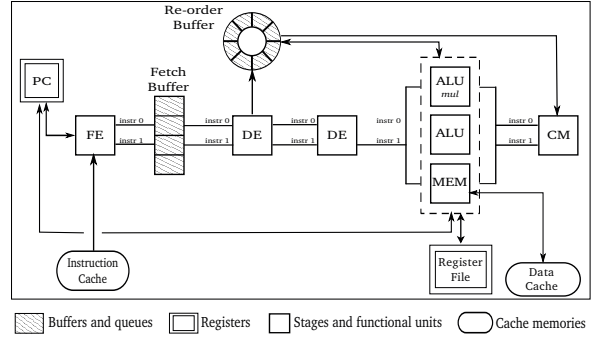 Re-order
Buffer
PC
Fetch
Buffer
ALU
mul
FE
instr 0
instr 1
instr 0
instr 1
DE
instr 0
instr 1
DE
instr 0
instr 1
ALU
instr 0
instr 1
CM
MEM
Instruction
Cache
Register
File
Data
Cache
Buffers and queues
Registers
Stages and functional units
Cache memories